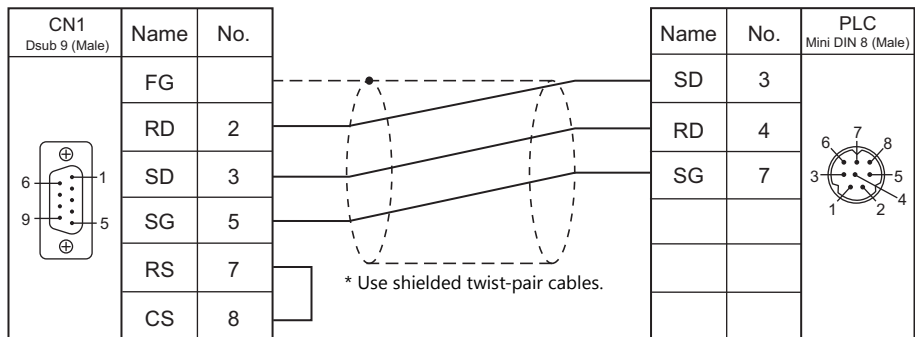 CN1
Dsub 9 (Male)
Name No.
FG
RD 2
SD 3
SG 5
RS 7
CS 8
6 1
9 5
* Use shielded twist-pair cables.
Name No.
PLC
Mini DIN 8 (Male)
SD 3
RD 4
SG 7
6 7 8
3 5
4
1 2